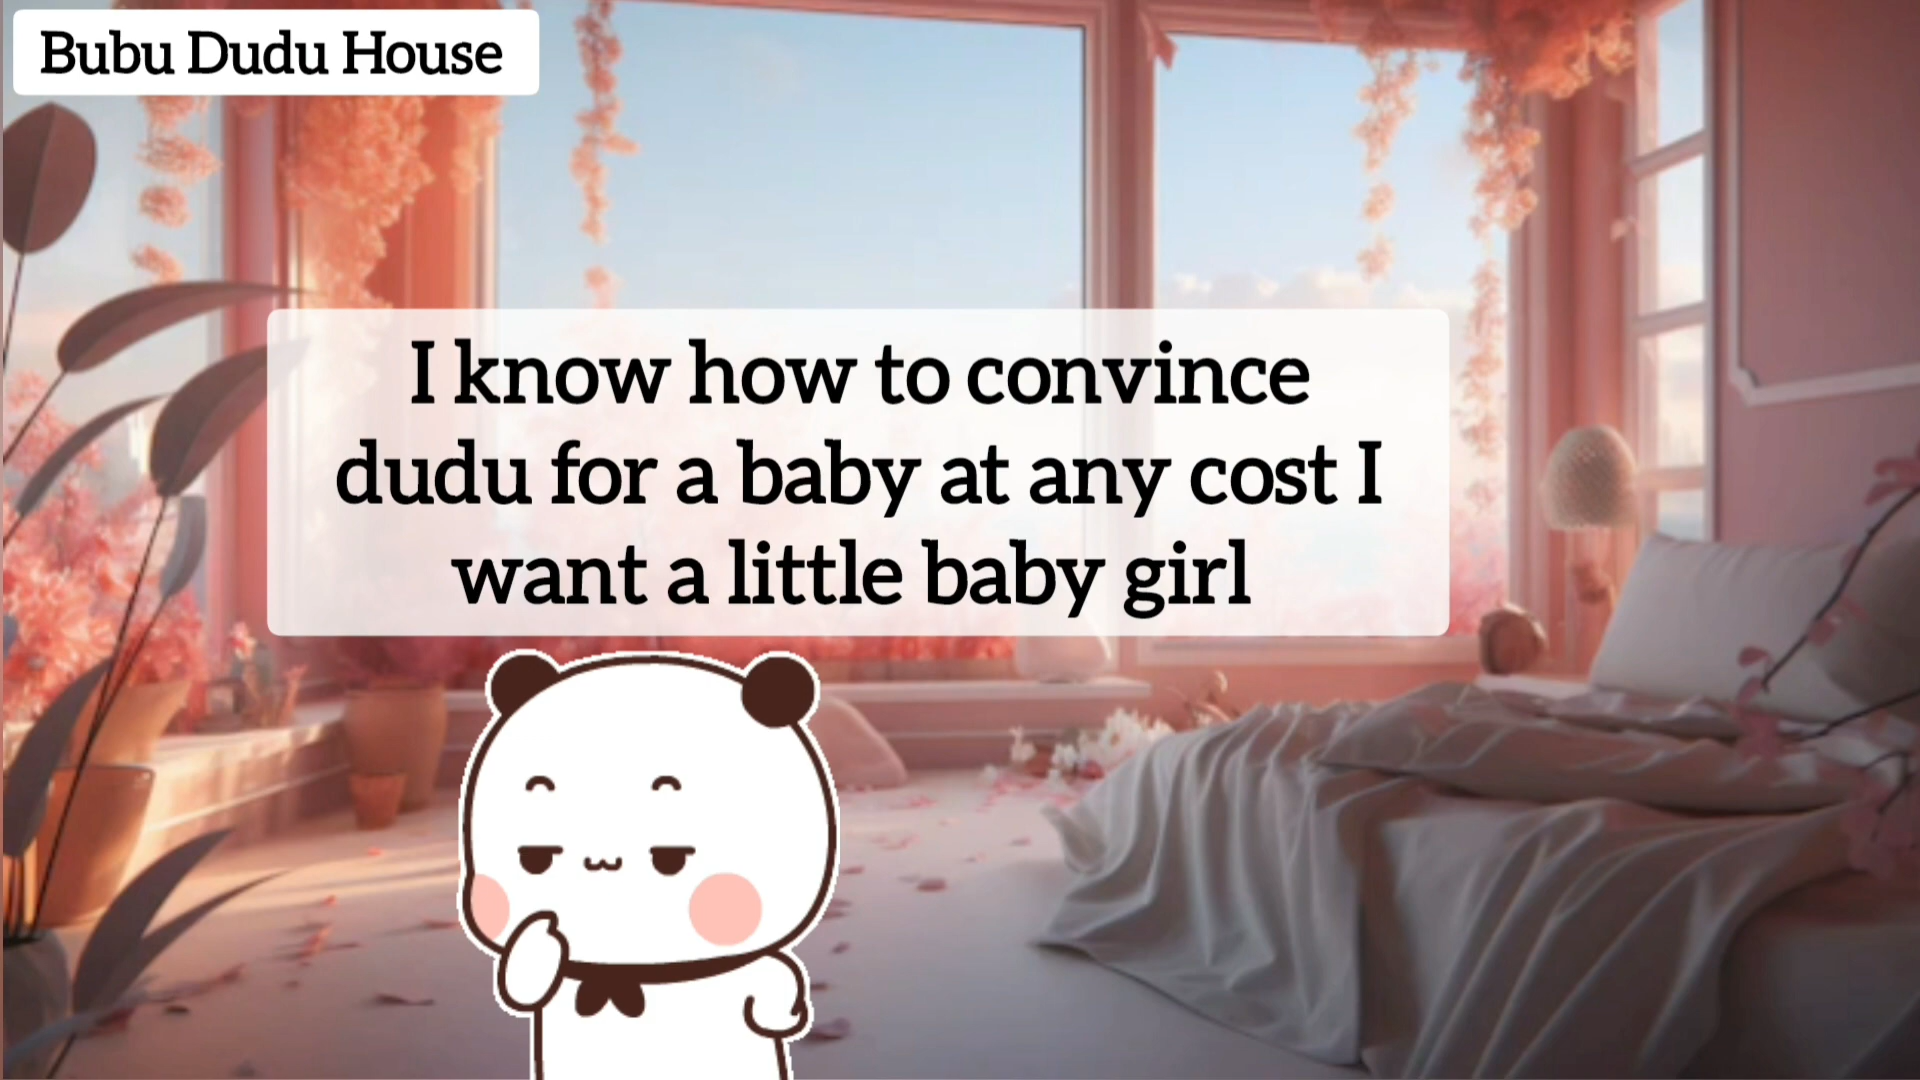 Bubu Dudu House
I know how to convince
dudu for a baby at any cost I
want a little baby girl